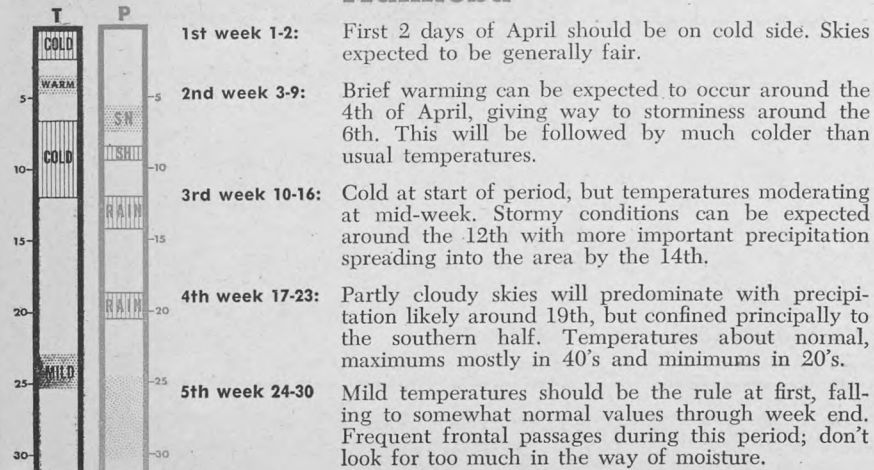 T P
COLD
WARM
5- -5
SN
SH
COLD
10- -10
RAIN
15- -15
RAIN
20- -20
MILD
25- -25
30- -30
1st week 1-2: First 2 days of April should be on cold side. Skies
expected to be generally fair.
2nd week 3-9: Brief warming can be expected to occur around the
4th of April, giving way to storminess around the
6th. This will be followed by much colder than
usual temperatures.
3rd week 10-16: Cold at start of period, but temperatures moderating
at mid-week. Stormy conditions can be expected
around the 12th with more important precipitation
spreading into the area by the 14th.
4th week 17-23: Partly cloudy skies will predominate with precipi-
tation likely around 19th, but confined principally to
the southern half. Temperatures about normal,
maximums mostly in 40's and minimums in 20's.
5th week 24-30 Mild temperatures should be the rule at first, fall-
ing to somewhat normal values through week end.
Frequent frontal passages during this period; don't
look for too much in the way of moisture.